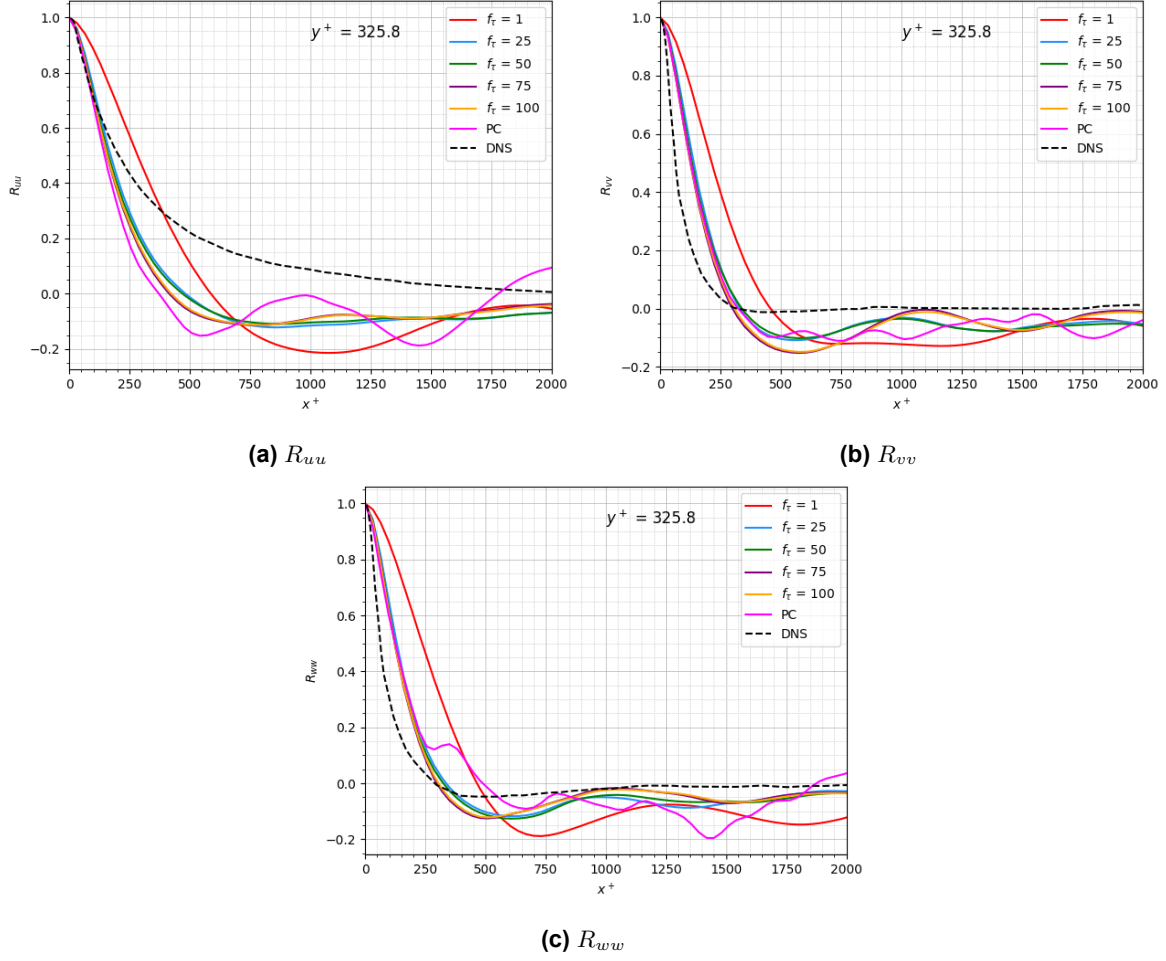 y⁺ = 325.8
f_τ = 1
f_τ = 25
f_τ = 50
f_τ = 75
f_τ = 100
PC
DNS
1.0
0.8
0.6
0.4
0.2
0.0
−0.2
R_uu
0 250 500 750 1000 1250 1500 1750 2000
x⁺
(a) R_uu
y⁺ = 325.8
f_τ = 1
f_τ = 25
f_τ = 50
f_τ = 75
f_τ = 100
PC
DNS
1.0
0.8
0.6
0.4
0.2
0.0
−0.2
R_vv
0 250 500 750 1000 1250 1500 1750 2000
x⁺
(b) R_vv
y⁺ = 325.8
f_τ = 1
f_τ = 25
f_τ = 50
f_τ = 75
f_τ = 100
PC
DNS
1.0
0.8
0.6
0.4
0.2
0.0
−0.2
R_ww
0 250 500 750 1000 1250 1500 1750 2000
x⁺
(c) R_ww